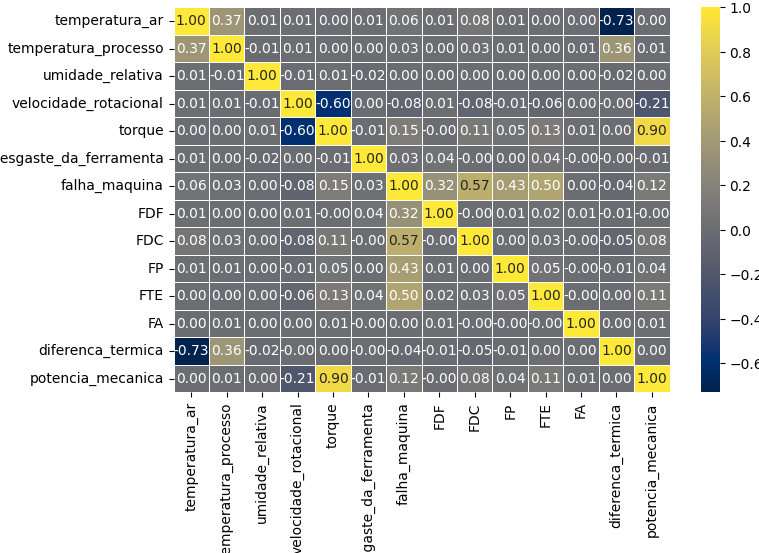 temperatura_ar 1.00 0.37 0.01 0.01 0.00 0.01 0.06 0.01 0.08 0.01 0.00 0.00 -0.73 0.00
temperatura_processo 0.37 1.00 -0.01 0.01 0.00 0.00 0.03 0.00 0.03 0.01 0.00 0.01 0.36 0.01
umidade_relativa 0.01 -0.01 1.00 -0.01 0.01 -0.02 0.00 0.00 0.00 0.00 0.00 0.00 -0.02 0.00
velocidade_rotacional 0.01 0.01 -0.01 1.00 -0.60 0.00 -0.08 0.01 -0.08 -0.01 -0.06 0.00 -0.00 -0.21
torque 0.00 0.00 0.01 -0.60 1.00 -0.01 0.15 -0.00 0.11 0.05 0.13 0.01 0.00 0.90
esgaste_da_ferramenta 0.01 0.00 -0.02 0.00 -0.01 1.00 0.03 0.04 -0.00 0.00 0.04 -0.00 -0.00 -0.01
falha_maquina 0.06 0.03 0.00 -0.08 0.15 0.03 1.00 0.32 0.57 0.43 0.50 0.00 -0.04 0.12
FDF 0.01 0.00 0.00 0.01 -0.00 0.04 0.32 1.00 -0.00 0.01 0.02 0.01 -0.01 -0.00
FDC 0.08 0.03 0.00 -0.08 0.11 -0.00 0.57 -0.00 1.00 0.00 0.03 -0.00 -0.05 0.08
FP 0.01 0.01 0.00 -0.01 0.05 0.00 0.43 0.01 0.00 1.00 0.05 -0.00 -0.01 0.04
FTE 0.00 0.00 0.00 -0.06 0.13 0.04 0.50 0.02 0.03 0.05 1.00 -0.00 0.00 0.11
FA 0.00 0.01 0.00 0.00 0.01 -0.00 0.00 0.01 -0.00 -0.00 -0.00 1.00 0.00 0.01
diferenca_termica -0.73 0.36 -0.02 -0.00 0.00 -0.00 -0.04 -0.01 -0.05 -0.01 0.00 0.00 1.00 0.00
potencia_mecanica 0.00 0.01 0.00 -0.21 0.90 -0.01 0.12 -0.00 0.08 0.04 0.11 0.01 0.00 1.00
temperatura_ar
emperatura_processo
umidade_relativa
velocidade_rotacional
torque
gaste_da_ferramenta
falha_maquina
FDF
FDC
FP
FTE
FA
diferenca_termica
potencia_mecanica
1.0
0.8
0.6
0.4
0.2
0.0
−0.2
−0.4
−0.6